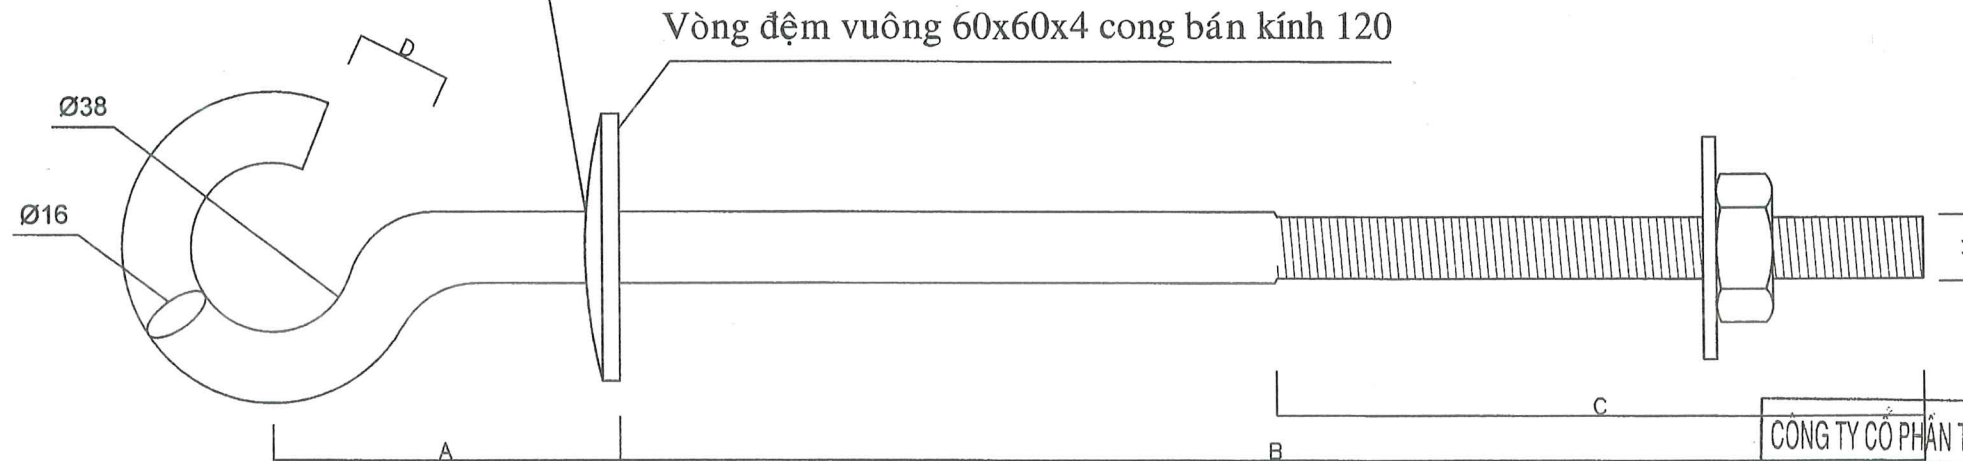 Vòng đệm vuông 60x60x4 cong bán kính 120
D
Ø38
Ø16
C
A
B
CÔNG TY CỔ PHẦN